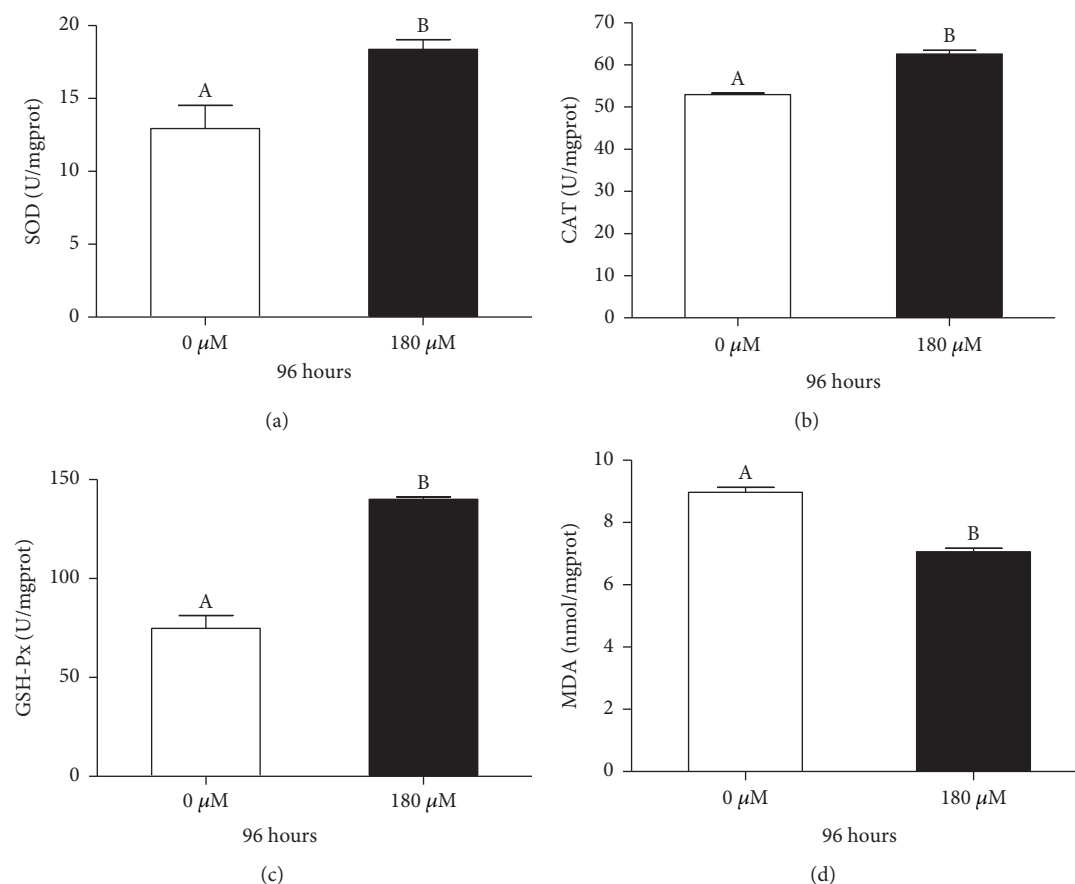 20
15
10
5
0
SOD (U/mgprot)
A
B
0 μM
180 μM
96 hours
(a)
70
60
50
40
30
20
10
0
CAT (U/mgprot)
A
B
0 μM
180 μM
96 hours
(b)
150
100
50
0
GSH-Px (U/mgprot)
A
B
0 μM
180 μM
96 hours
(c)
10
8
6
4
2
0
MDA (nmol/mgprot)
A
B
0 μM
180 μM
96 hours
(d)